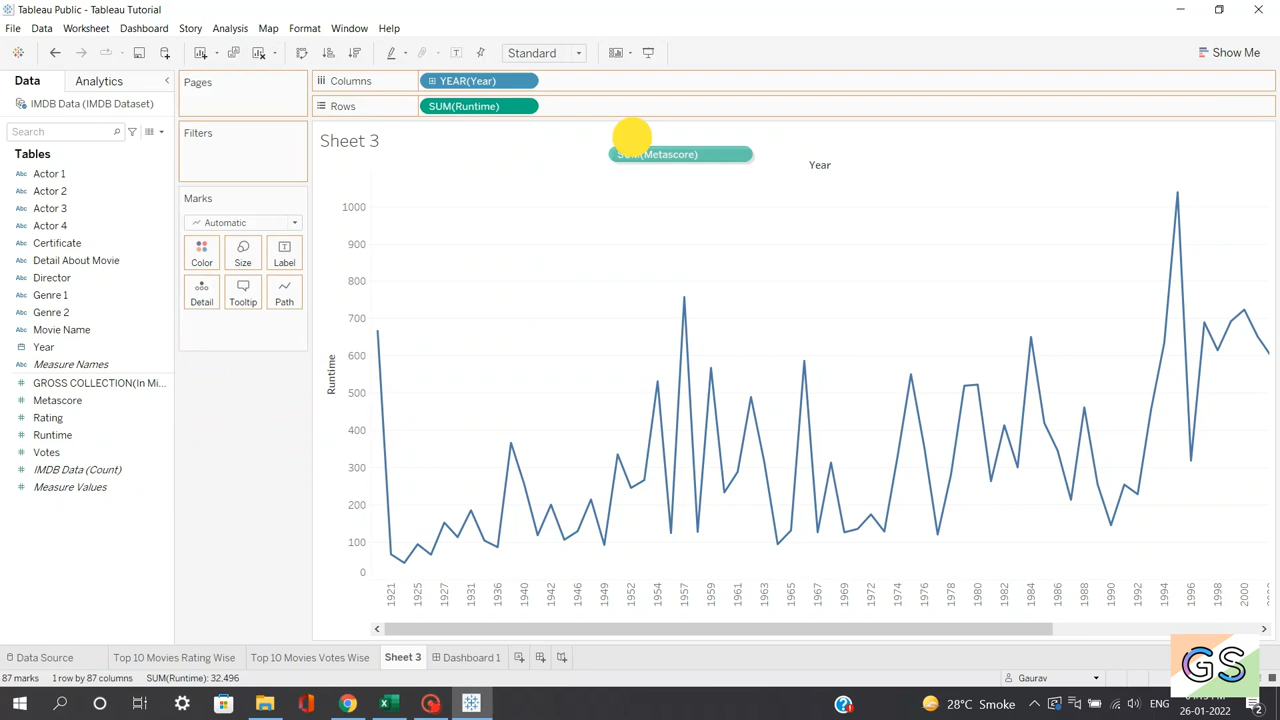 Tableau Public - Tableau Tutorial
File Data Worksheet Dashboard Story Analysis Map Format Window Help
Standard
Show Me
Data Analytics
Pages
Columns
YEAR(Year)
IMDB Data (IMDB Dataset)
Rows
SUM(Runtime)
Search
Filters
Sheet 3
Tables
SUM(Metascore)
Year
Actor 1
Actor 2
Actor 3
Actor 4
Certificate
Detail About Movie
Director
Genre 1
Genre 2
Movie Name
Year
Measure Names
GROSS COLLECTION(In Mi...
Metascore
Rating
Runtime
Votes
IMDB Data (Count)
Measure Values
Marks
Automatic
Color Size Label
Detail Tooltip Path
Runtime
1000
900
800
700
600
500
400
300
200
100
0
1921 1925 1927 1931 1936 1940 1942 1946 1949 1952 1954 1957 1959 1961 1963 1965 1967 1969 1972 1974 1976 1978 1980 1982 1984 1986 1988 1990 1992 1994 1996 1998 2000
Data Source Top 10 Movies Rating Wise Top 10 Movies Votes Wise Sheet 3 Dashboard 1
87 marks 1 row by 87 columns SUM(Runtime): 32,496
Gaurav
GS
28°C Smoke
ENG
26-01-2022
2